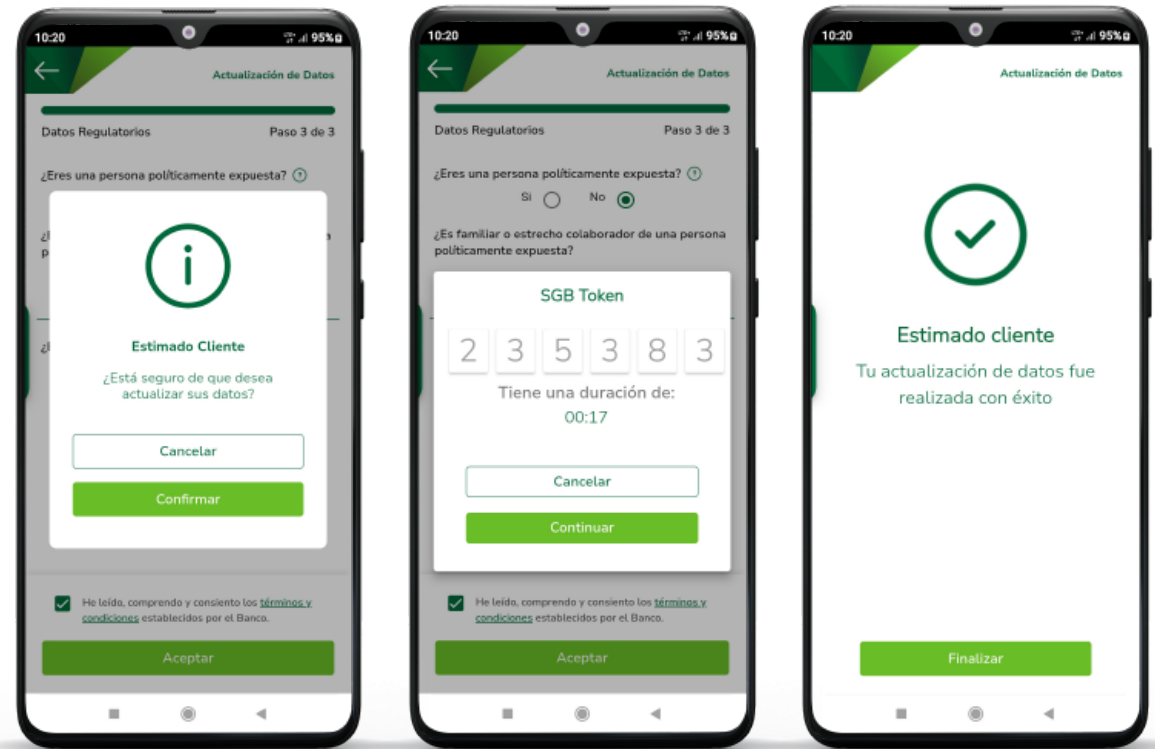 10:20
95%
Actualización de Datos
Datos Regulatorios
Paso 3 de 3
¿Eres una persona políticamente expuesta?
Estimado Cliente
¿Está seguro de que desea
actualizar sus datos?
Cancelar
Confirmar
He leído, comprendo y consiento los términos y
condiciones establecidos por el Banco.
Aceptar
10:20
95%
Actualización de Datos
Datos Regulatorios
Paso 3 de 3
¿Eres una persona políticamente expuesta?
Si
No
¿Es familiar o estrecho colaborador de una persona
políticamente expuesta?
SGB Token
2 3 5 3 8 3
Tiene una duración de:
00:17
Cancelar
Continuar
He leído, comprendo y consiento los términos y
condiciones establecidos por el Banco.
Aceptar
10:20
95%
Actualización de Datos
Estimado cliente
Tu actualización de datos fue
realizada con éxito
Finalizar